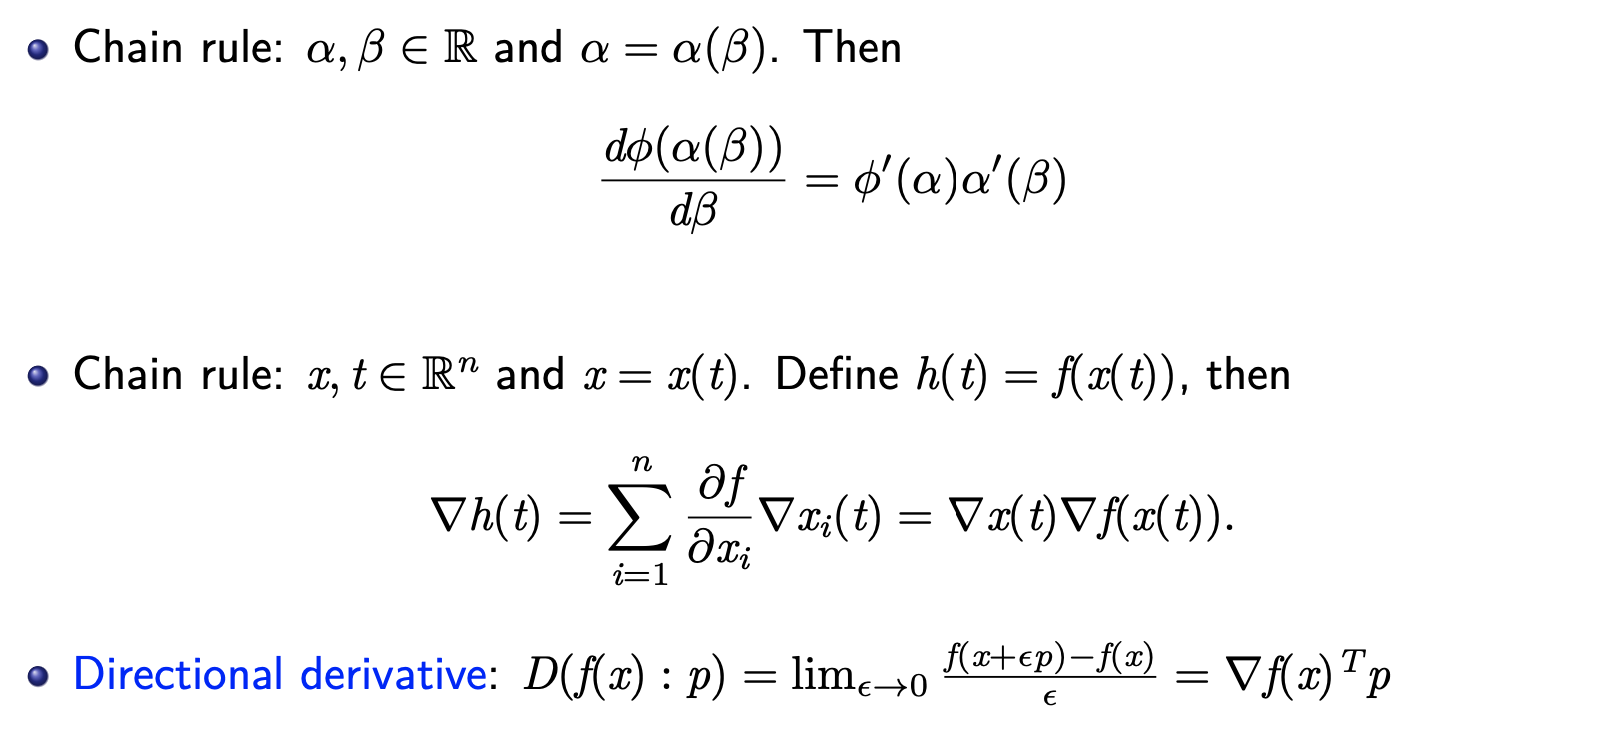 • Chain rule: α, β ∈ ℝ and α = α(β). Then
dϕ(α(β))/dβ = ϕ′(α)α′(β)
• Chain rule: x, t ∈ ℝⁿ and x = x(t). Define h(t) = f(x(t)), then
∇h(t) = ∑_{i=1}^{n} ∂f/∂x_i ∇x_i(t) = ∇x(t)∇f(x(t)).
• Directional derivative: D(f(x) : p) = lim_{ϵ→0} (f(x+ϵp)−f(x))/ϵ = ∇f(x)ᵀp